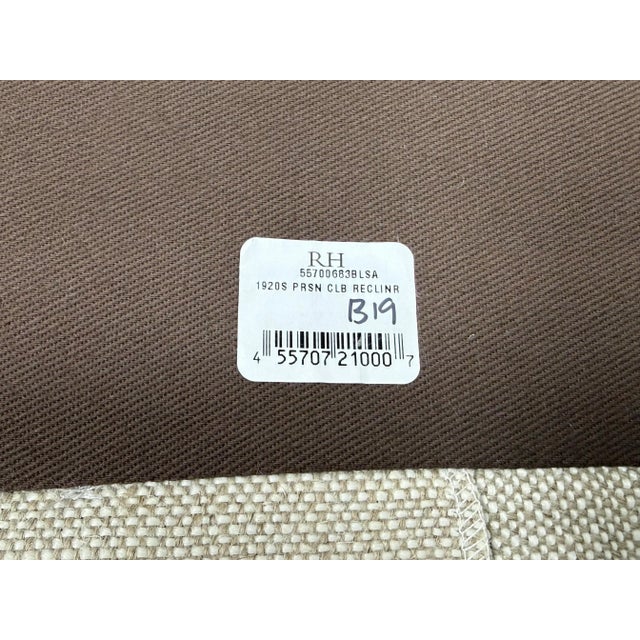 RH
55700683BLSA
1920S PRSN CLB RECLINR
B19
4 55707 21000 7